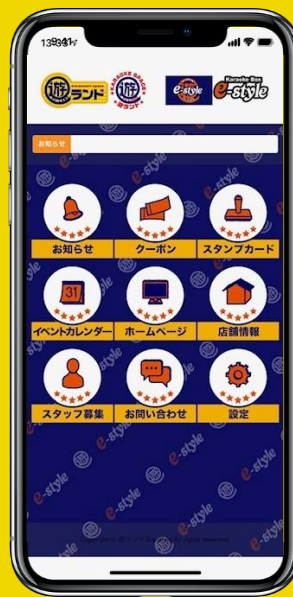 遊ランド
KARAOKE SPACE
遊
遊ランド
e-style
Karaoke Box
e-style
お知らせ
お知らせ
クーポン
スタンプカード
31
イベントカレンダー
ホームページ
店舗情報
スタッフ募集
お問い合わせ
設定